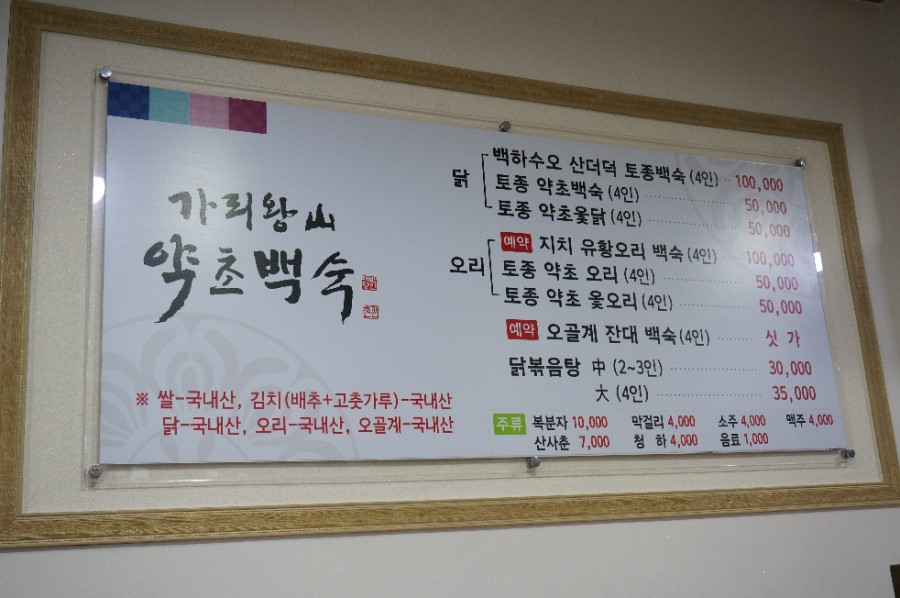 가리왕山
약초백숙
※ 쌀-국내산, 김치(배추+고춧가루)-국내산
닭-국내산, 오리-국내산, 오골계-국내산
닭
백하수오 산더덕 토종백숙 (4인) 100,000
토종 약초백숙 (4인) 50,000
토종 약초옻닭 (4인) 50,000
오리
예약 지치 유황오리 백숙 (4인) 100,000
토종 약초 오리 (4인) 50,000
토종 약초 옻오리 (4인) 50,000
예약 오골계 잔대 백숙 (4인) 싯가
닭볶음탕 中 (2~3인) 30,000
大 (4인) 35,000
주류 복분자 10,000 막걸리 4,000 소주 4,000 맥주 4,000
산사춘 7,000 청하 4,000 음료 1,000